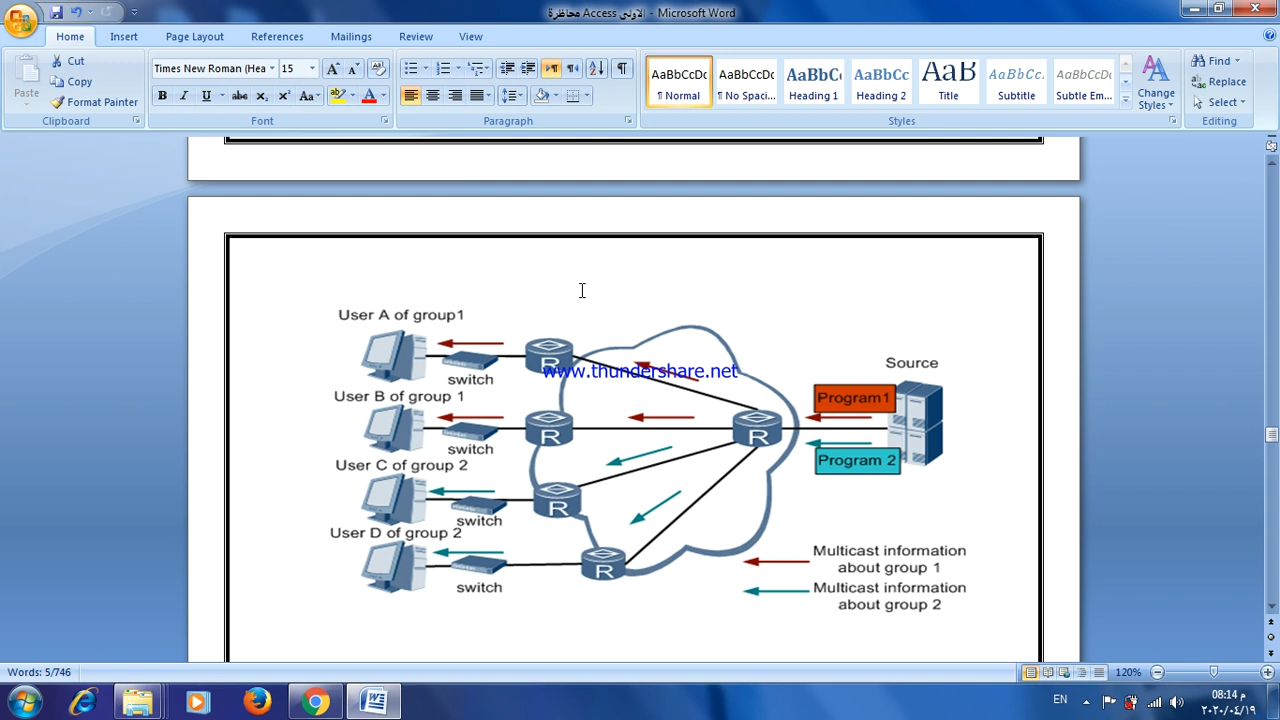 محاظرة Access الاولى - Microsoft Word
Home Insert Page Layout References Mailings Review View
Cut
Copy
Format Painter
Paste
Clipboard
Times New Roman (Hea 15
B I U abc X₂ X² Aa A
Font
Paragraph
AaBbCcDc AaBbCcDc AaBbC AaBbCc AaB AaBbCc AaBbCc
¶ Normal ¶ No Spaci... Heading 1 Heading 2 Title Subtitle Subtle Em...
Change
Styles
Styles
Find
Replace
Select
Editing
User A of group1
switch
R
www.thundershare.net
User B of group 1
switch
R
R
Source
Program1
Program 2
User C of group 2
switch
R
User D of group 2
switch
R
Multicast information
about group 1
Multicast information
about group 2
Words: 5/746
120%
EN
08:14 م
٢٠٢٠/٠٤/١٩